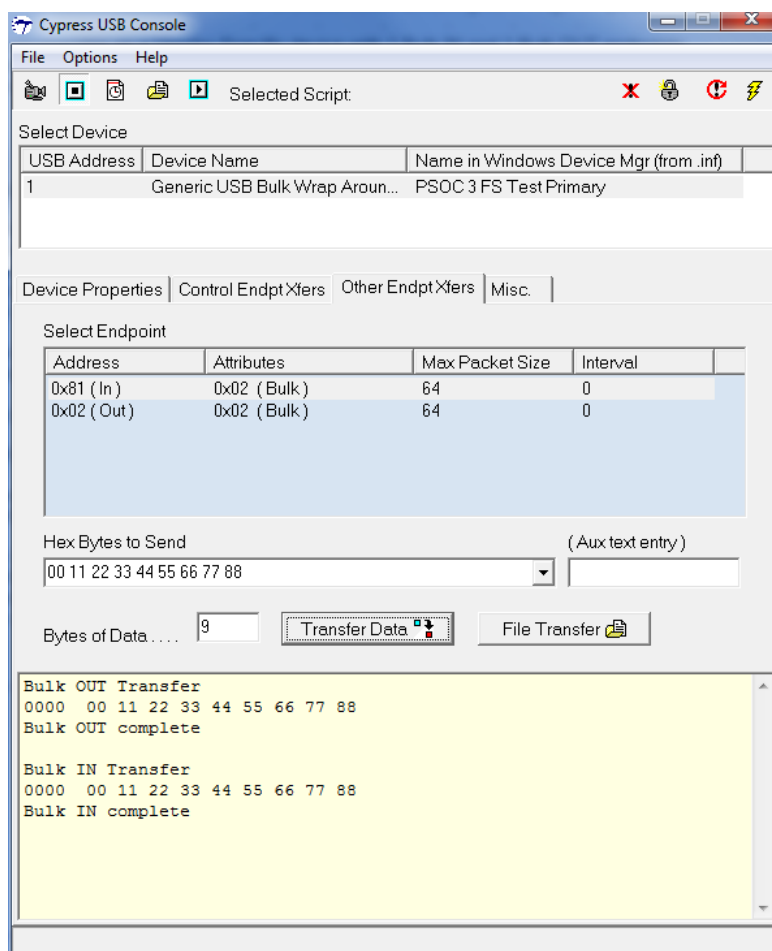 Cypress USB Console
File Options Help
Selected Script:
Select Device
USB Address Device Name Name in Windows Device Mgr (from .inf)
1 Generic USB Bulk Wrap Aroun... PSOC 3 FS Test Primary
Device Properties Control Endpt Xfers Other Endpt Xfers Misc.
Select Endpoint
Address Attributes Max Packet Size Interval
0x81 ( In ) 0x02 ( Bulk ) 64 0
0x02 ( Out ) 0x02 ( Bulk ) 64 0
Hex Bytes to Send ( Aux text entry )
00 11 22 33 44 55 66 77 88
Bytes of Data . . . . 9 Transfer Data File Transfer
Bulk OUT Transfer
0000 00 11 22 33 44 55 66 77 88
Bulk OUT complete
Bulk IN Transfer
0000 00 11 22 33 44 55 66 77 88
Bulk IN complete